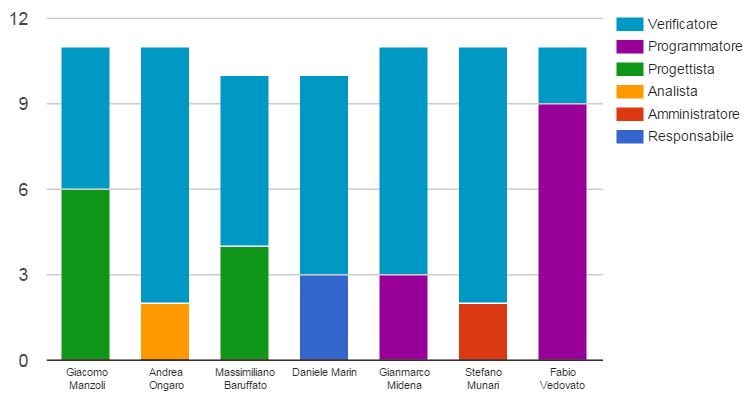 12
9
6
3
0
Verificatore
Programmatore
Progettista
Analista
Amministratore
Responsabile
Giacomo
Manzoli
Andrea
Ongaro
Massimiliano
Baruffato
Daniele Marin
Gianmarco
Midena
Stefano
Munari
Fabio
Vedovato